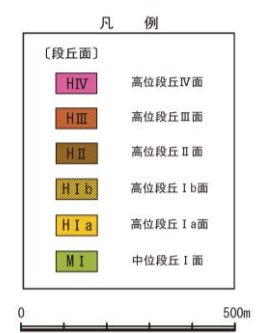 凡 例
〔段丘面〕
HⅣ 高位段丘Ⅳ面
HⅢ 高位段丘Ⅲ面
HⅡ 高位段丘Ⅱ面
HⅠb 高位段丘Ⅰb面
HⅠa 高位段丘Ⅰa面
MⅠ 中位段丘Ⅰ面
0 500m